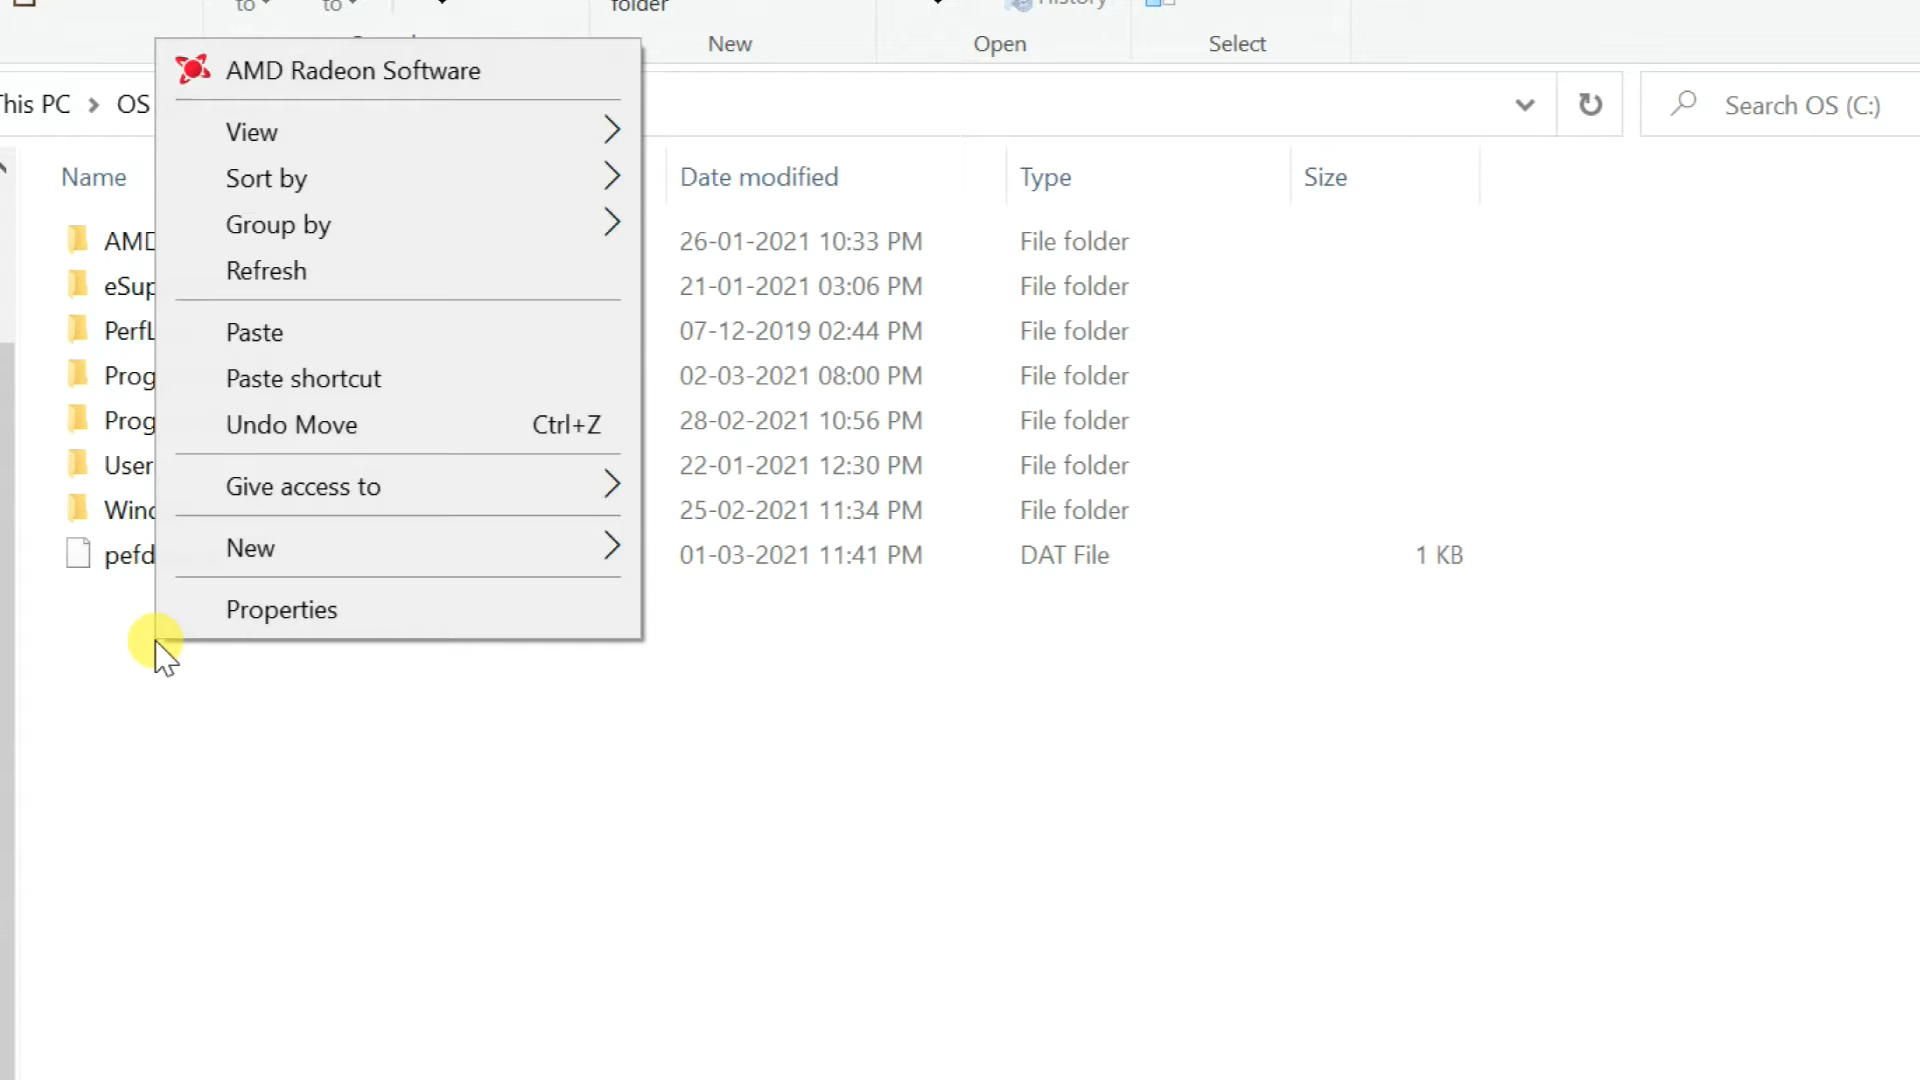 to to folder History
New Open Select
AMD Radeon Software
This PC OS
Search OS (C:)
View
Sort by
Group by
Refresh
Paste
Paste shortcut
Undo Move Ctrl+Z
Give access to
New
Properties
Name Date modified Type Size
AMD 26-01-2021 10:33 PM File folder
eSup 21-01-2021 03:06 PM File folder
PerfL 07-12-2019 02:44 PM File folder
Prog 02-03-2021 08:00 PM File folder
Prog 28-02-2021 10:56 PM File folder
User 22-01-2021 12:30 PM File folder
Wind 25-02-2021 11:34 PM File folder
pefd 01-03-2021 11:41 PM DAT File 1 KB